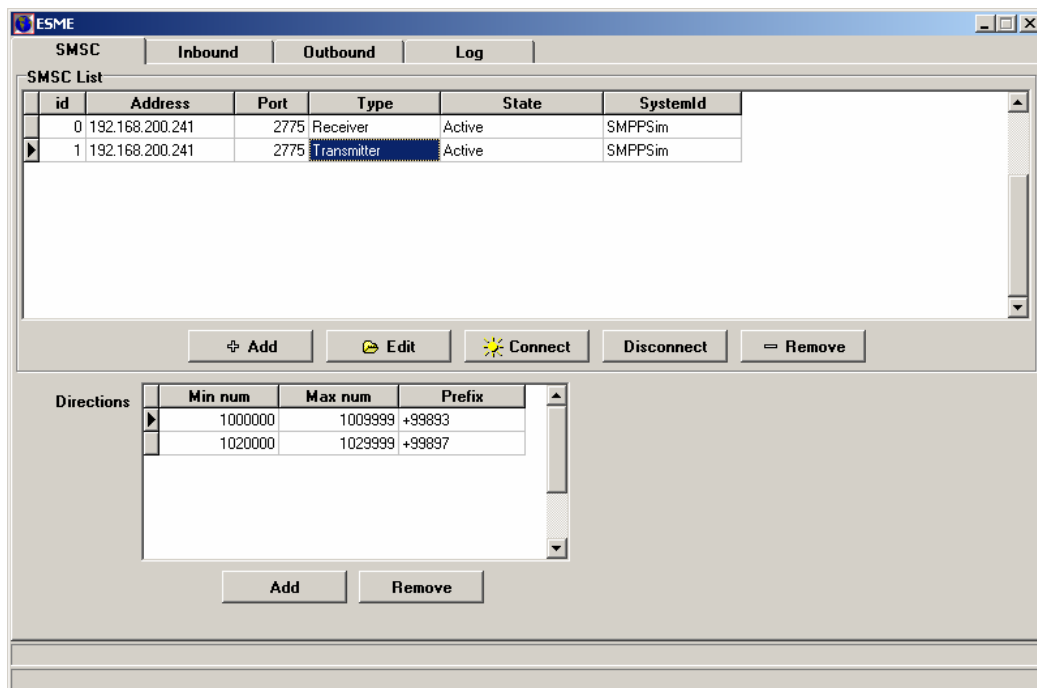 ESME
SMSC Inbound Outbound Log
SMSC List
id Address Port Type State SystemId
0 192.168.200.241 2775 Receiver Active SMPPSim
1 192.168.200.241 2775 Transmitter Active SMPPSim
Add Edit Connect Disconnect Remove
Directions
Min num Max num Prefix
1000000 1009999 +99893
1020000 1029999 +99897
Add Remove